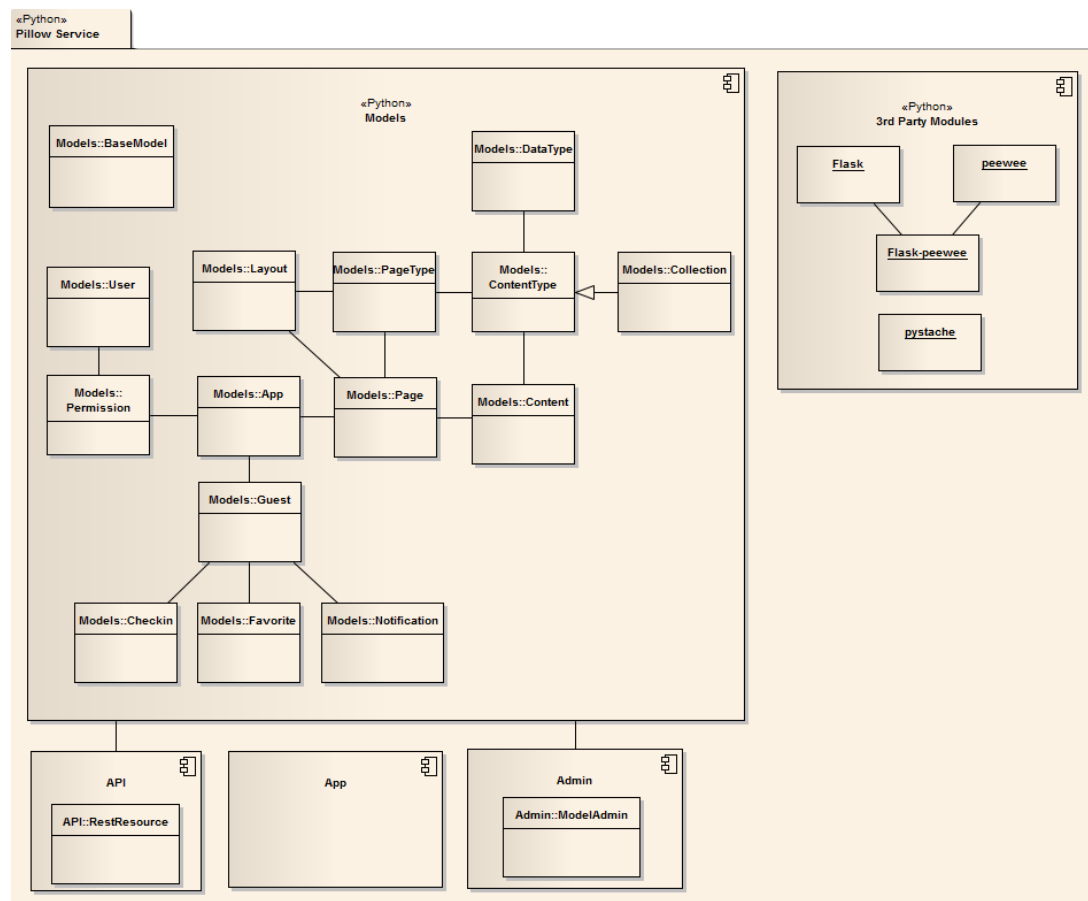 «Python»
Pillow Service
«Python»
Models
Models::BaseModel
Models::DataType
Models::Layout
Models::PageType
Models::
ContentType
Models::Collection
Models::User
Models::
Permission
Models::App
Models::Page
Models::Content
Models::Guest
Models::Checkin
Models::Favorite
Models::Notification
«Python»
3rd Party Modules
Flask
peewee
Flask-peewee
pystache
API
API::RestResource
App
Admin
Admin::ModelAdmin